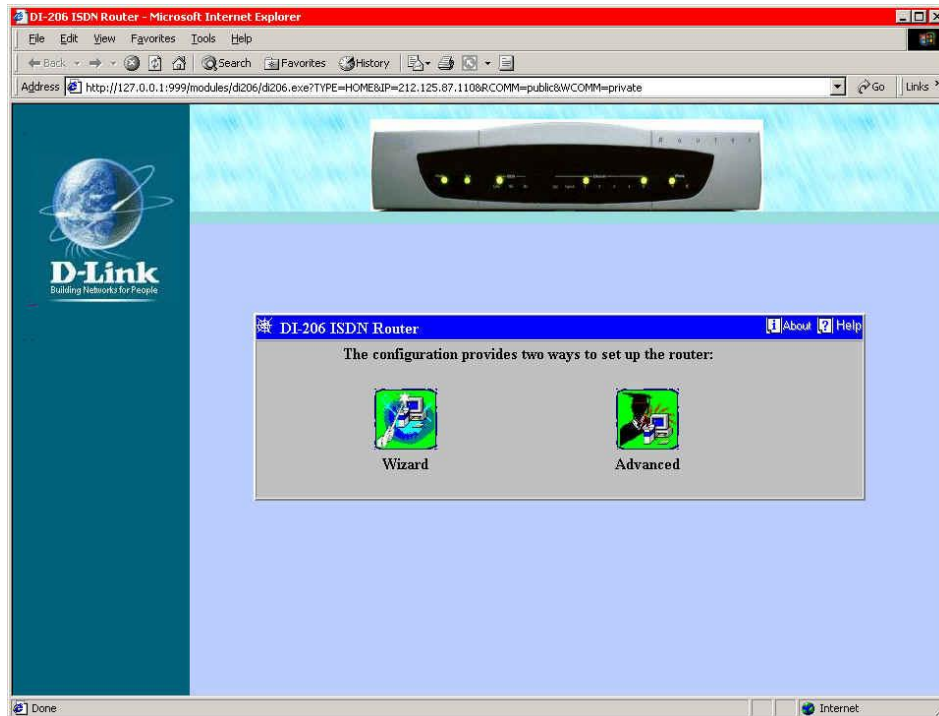 DI-206 ISDN Router - Microsoft Internet Explorer
File Edit View Favorites Tools Help
Back Search Favorites History
Address http://127.0.0.1:999/modules/di206/di206.exe?TYPE=HOME&IP=212.125.87.110&RCOMM=public&WCOMM=private Go Links
Router
D-Link
Building Networks for People
DI-206 ISDN Router About Help
The configuration provides two ways to set up the router:
Wizard Advanced
Done Internet